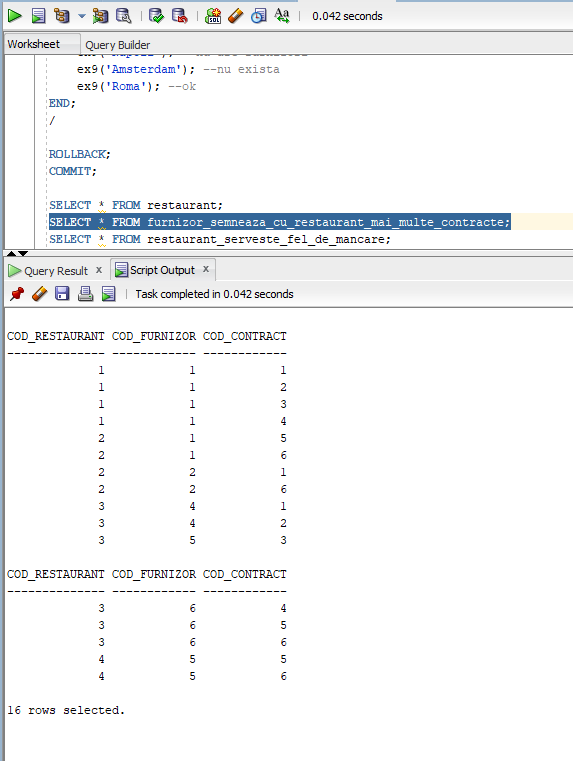 SQL 0.042 seconds
Worksheet Query Builder
ex9('Amsterdam'); --nu exista
ex9('Roma'); --ok
END;
/
ROLLBACK;
COMMIT;
SELECT * FROM restaurant;
SELECT * FROM furnizor_semneaza_cu_restaurant_mai_multe_contracte;
SELECT * FROM restaurant_serveste_fel_de_mancare;
Query Result x Script Output x
Task completed in 0.042 seconds
COD_RESTAURANT COD_FURNIZOR COD_CONTRACT
-------------- ------------ ------------
1 1 1
1 1 2
1 1 3
1 1 4
2 1 5
2 1 6
2 2 1
2 2 6
3 4 1
3 4 2
3 5 3
COD_RESTAURANT COD_FURNIZOR COD_CONTRACT
-------------- ------------ ------------
3 6 4
3 6 5
3 6 6
4 5 5
4 5 6
16 rows selected.